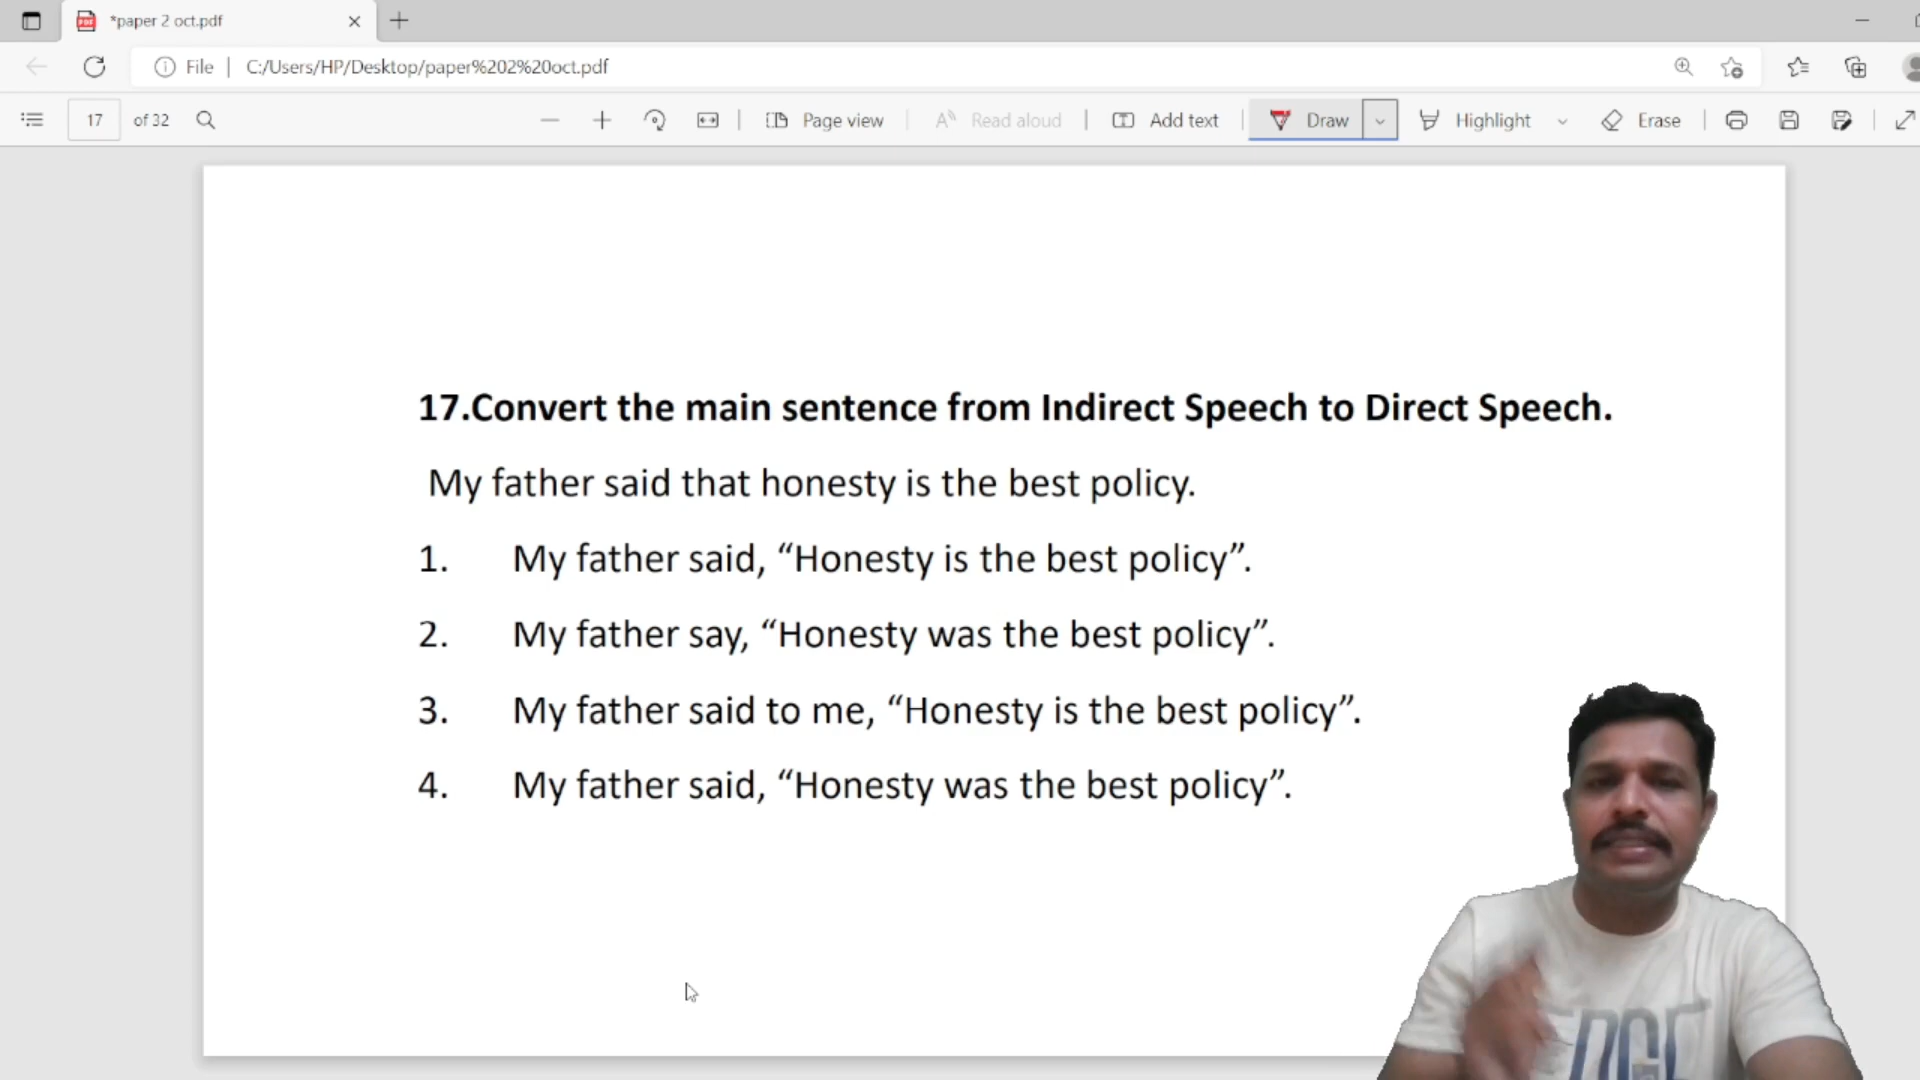 *paper 2 oct.pdf
File | C:/Users/HP/Desktop/paper%202%20oct.pdf
17 of 32 Page view Read aloud Add text Draw Highlight Erase
17.Convert the main sentence from Indirect Speech to Direct Speech.
My father said that honesty is the best policy.
1. My father said, “Honesty is the best policy”.
2. My father say, “Honesty was the best policy”.
3. My father said to me, “Honesty is the best policy”.
4. My father said, “Honesty was the best policy”.